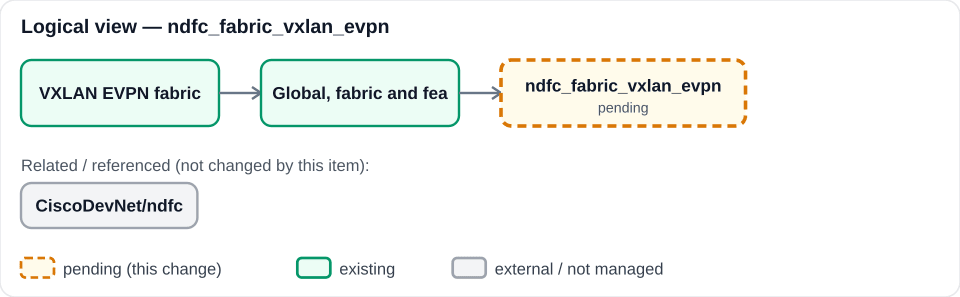 Logical view — ndfc_fabric_vxlan_evpn
VXLAN EVPN fabric
Global, fabric and fea
ndfc_fabric_vxlan_evpn
pending
Related / referenced (not changed by this item):
CiscoDevNet/ndfc
pending (this change)
existing
external / not managed